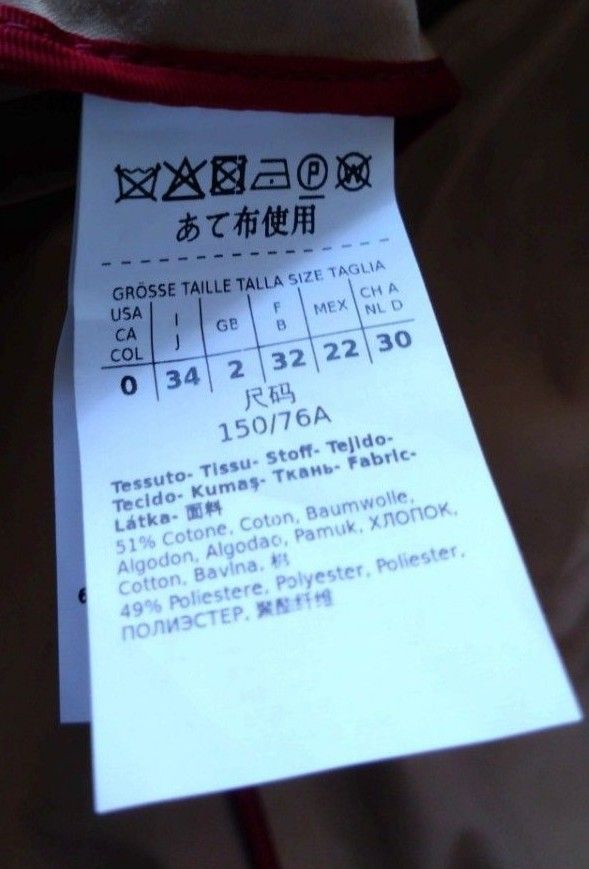 P W
あて布使用
GRÖSSE TAILLE TALLA SIZE TAGLIA
USA CA COL I J GB F B MEX CH A NL D
0 34 2 32 22 30
尺码
150/76A
Tessuto- Tissu- Stoff- Tejido-
Tecido- Kumaş- Ткань- Fabric-
Látka- 面料
51% Cotone, Coton, Baumwolle,
Algodon, Algodao, Pamuk, ХЛОПОК,
Cotton, Bavlna, 棉
49% Poliestere, Polyester, Poliester,
ПОЛИЭСТЕР, 聚酯纤维
6